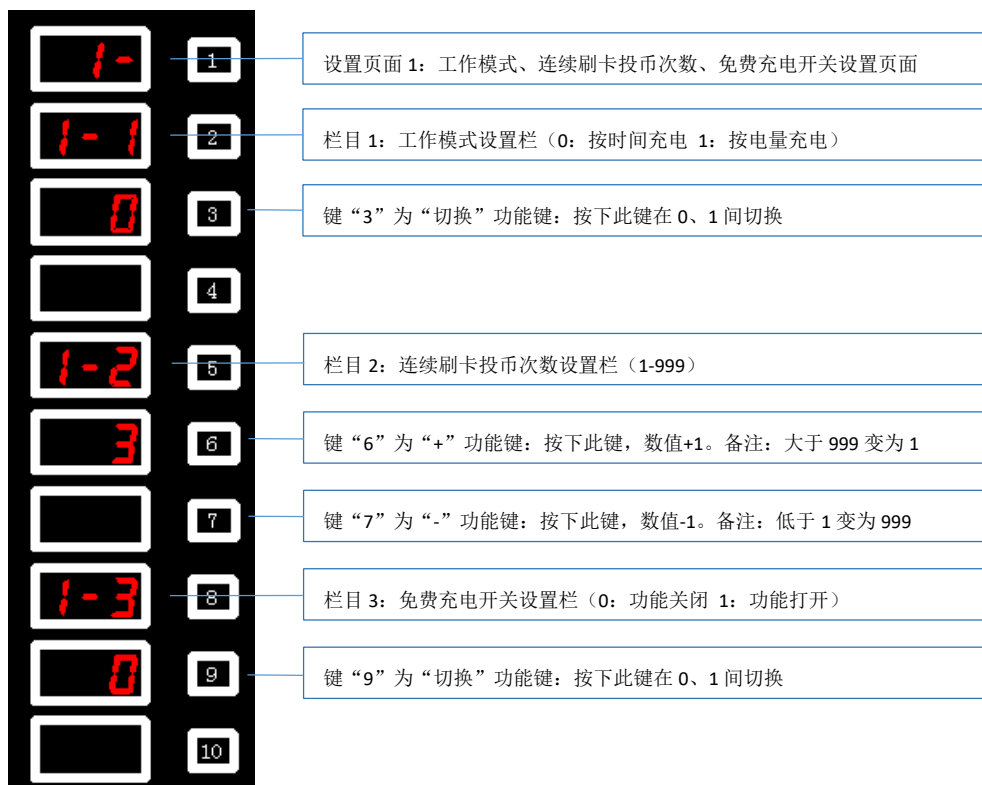 1- 1 设置页面 1：工作模式、连续刷卡投币次数、免费充电开关设置页面
1-1 2 栏目 1：工作模式设置栏（0：按时间充电 1：按电量充电）
0 3 键“3”为“切换”功能键：按下此键在 0、1 间切换
4
1-2 5 栏目 2：连续刷卡投币次数设置栏（1-999）
3 6 键“6”为“+”功能键：按下此键，数值+1。备注：大于 999 变为 1
7 键“7”为“-”功能键：按下此键，数值-1。备注：低于 1 变为 999
1-3 8 栏目 3：免费充电开关设置栏（0：功能关闭 1：功能打开）
0 9 键“9”为“切换”功能键：按下此键在 0、1 间切换
10